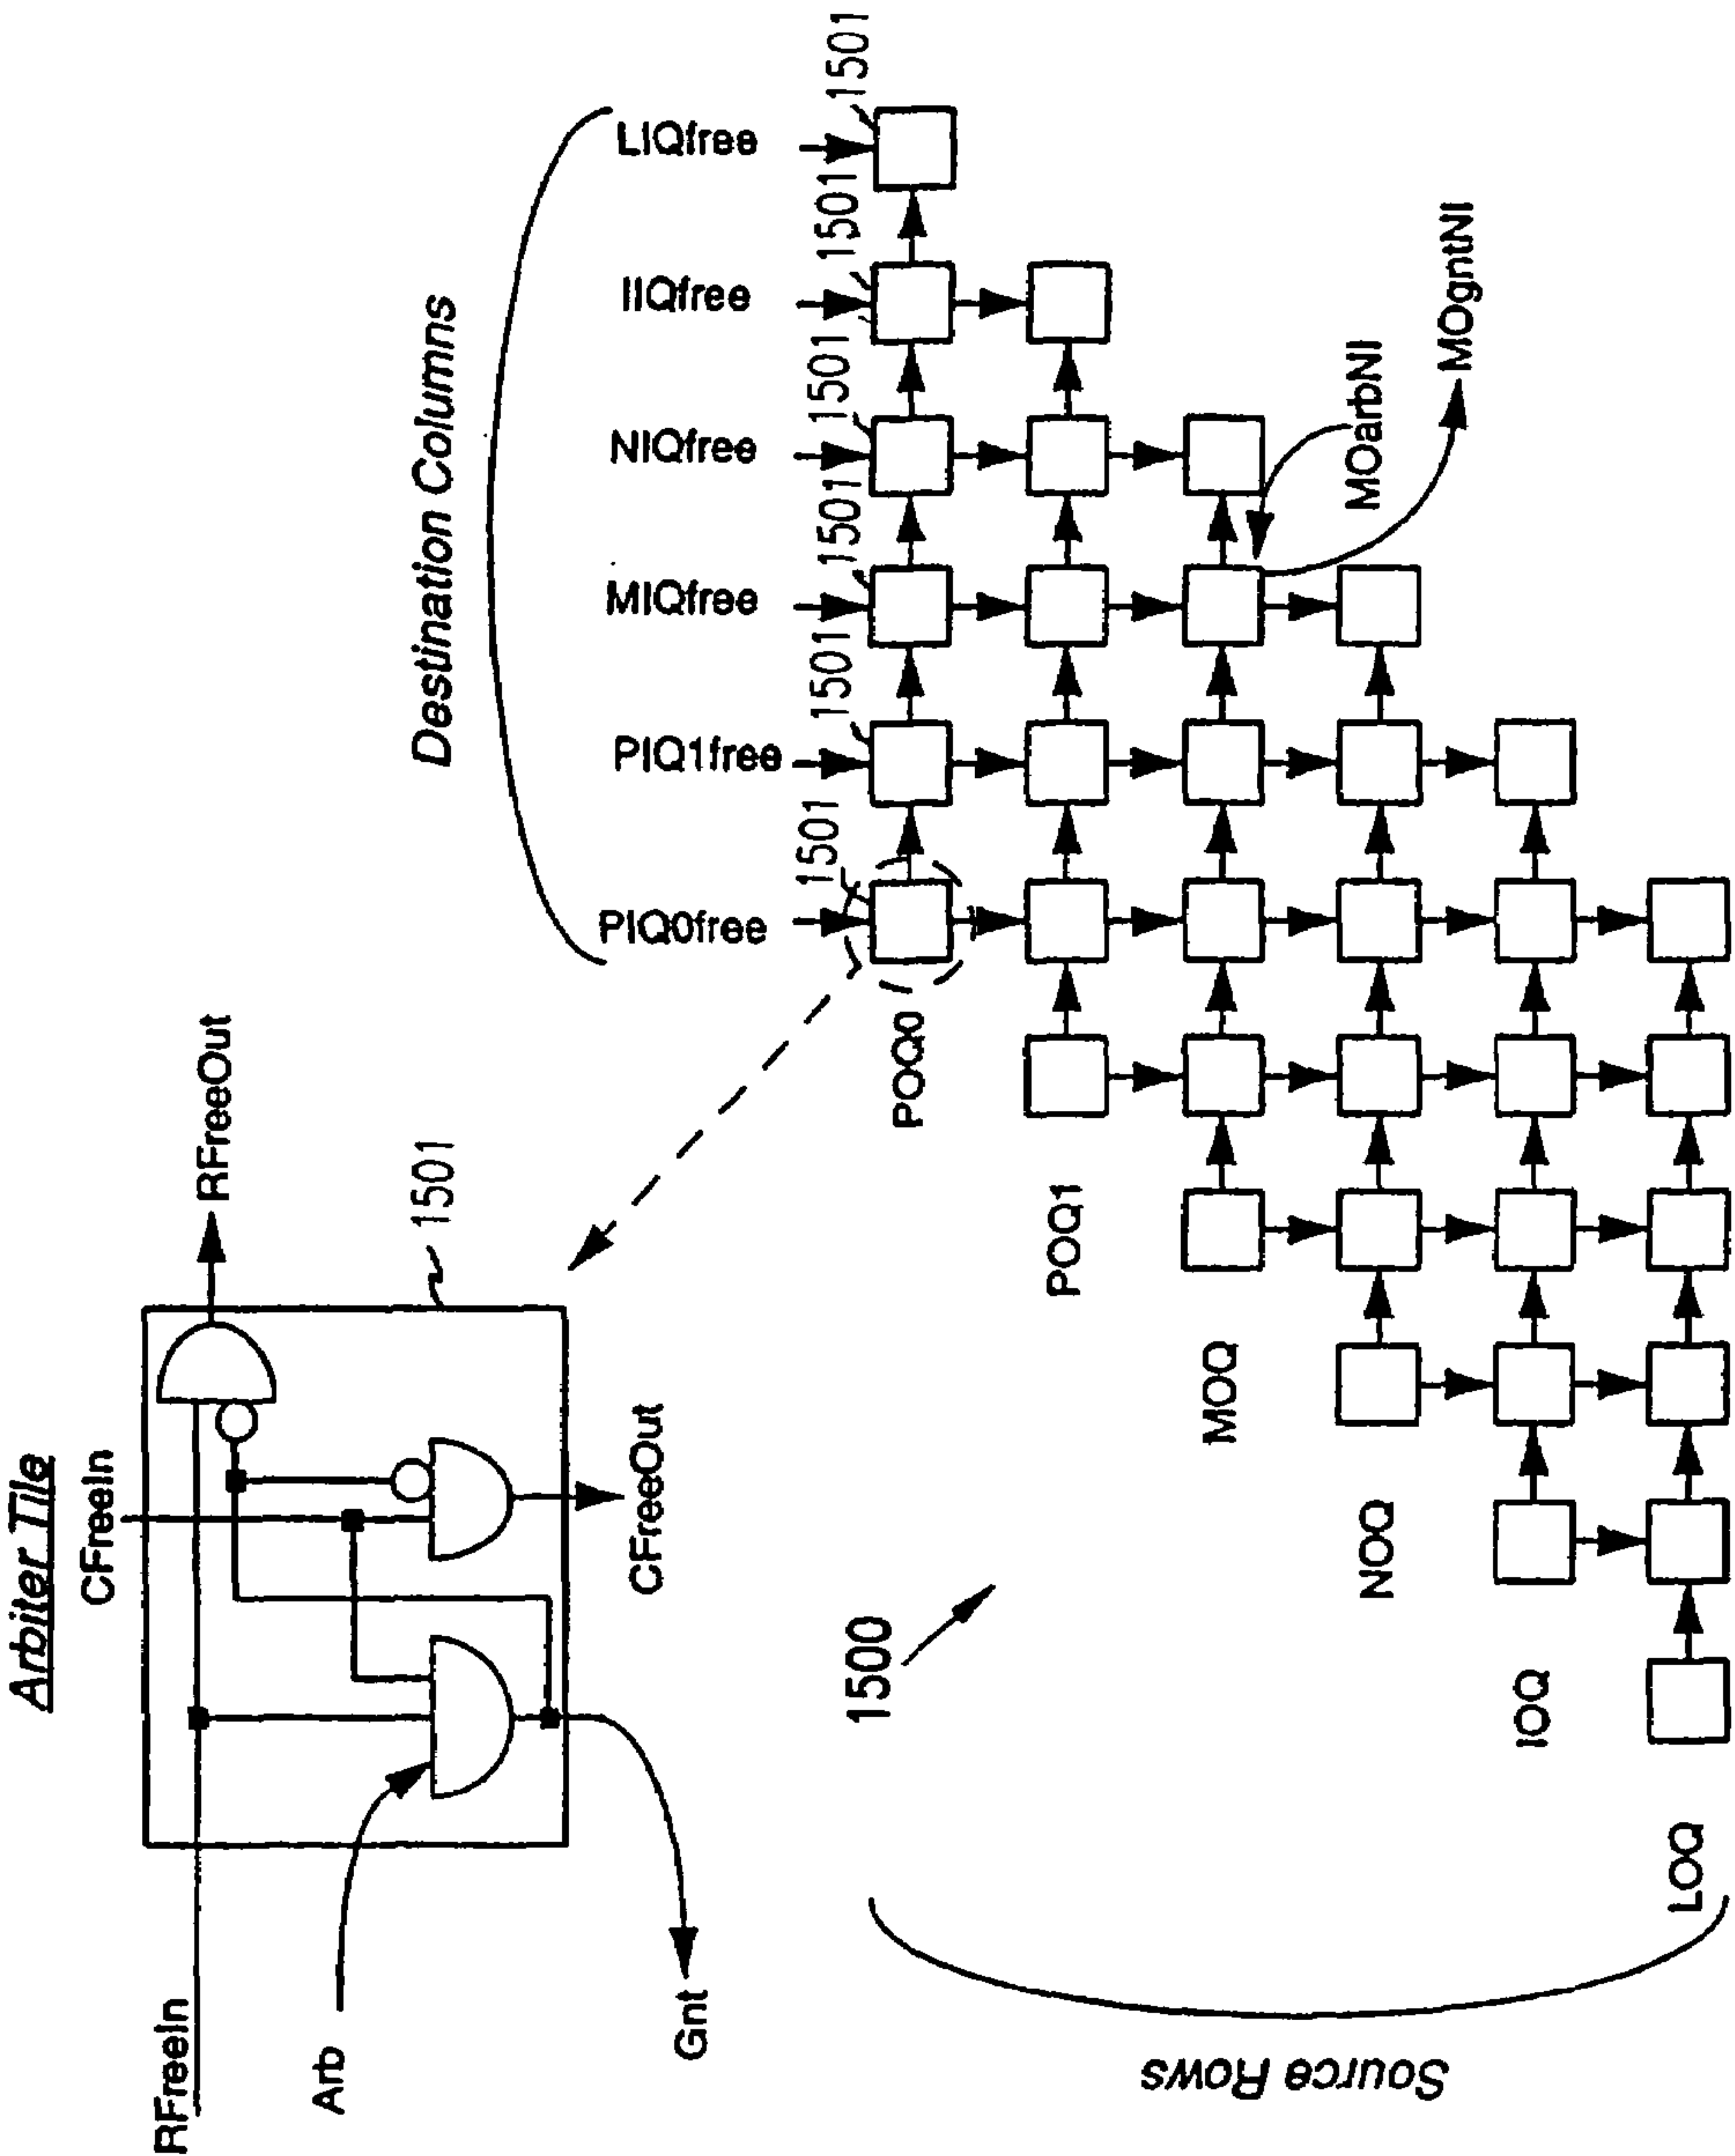 Arbiter Tile
RFreeIn
CFreeIn
RFreeOut
Arb
1501
Gnt
CFreeOut
Destination Columns
PIQ0free
PIQ1free
MIQfree
NIQfree
IIQfree
LIQfree
1501
1501
1501
1501
1501
1501
1500
Source Rows
POQ0
POQ1
MOQ
MOarbNI
NOQ
MOgntNI
IOQ
LOQ